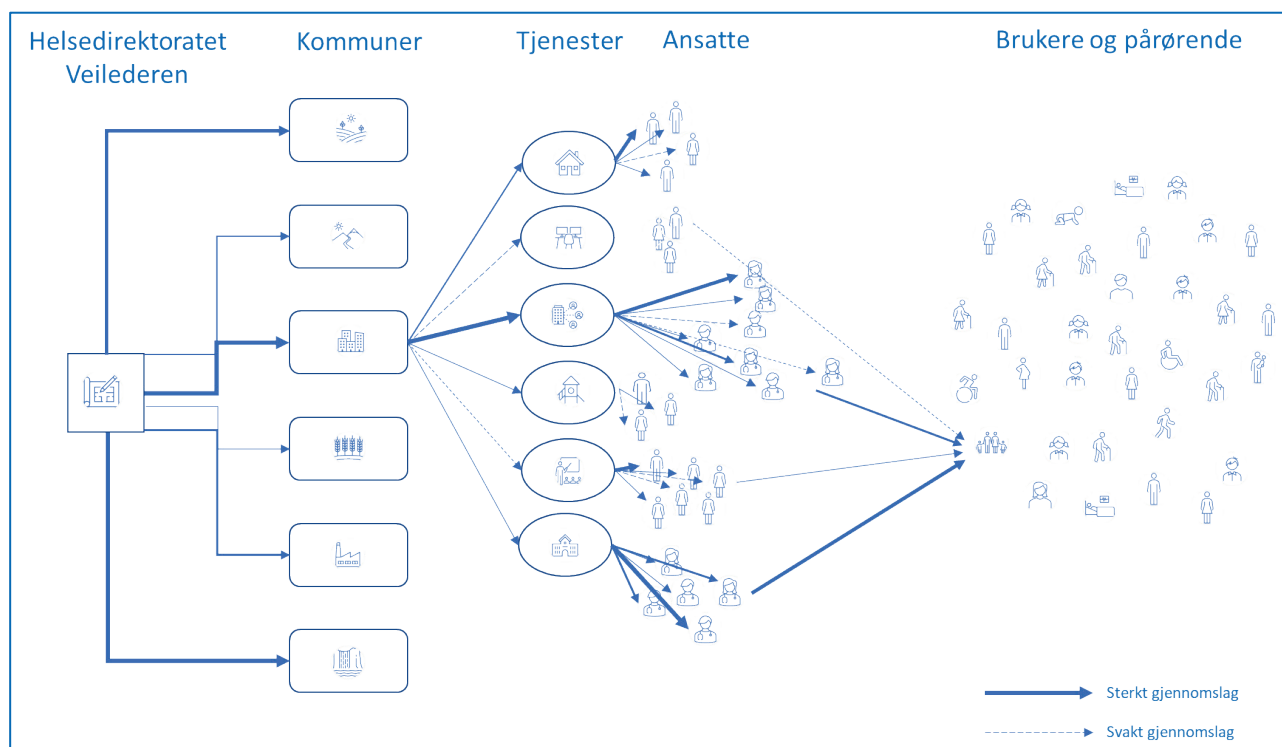 Helsedirektoratet
Veilederen
Kommuner
Tjenester
Ansatte
Brukere og pårørende
Sterkt gjennomslag
Svakt gjennomslag